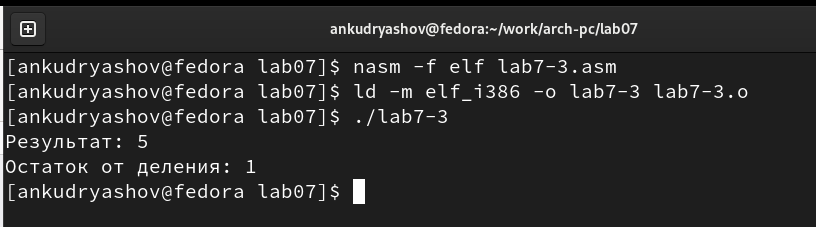 ankudryashov@fedora:~/work/arch-pc/lab07
[ankudryashov@fedora lab07]$ nasm -f elf lab7-3.asm
[ankudryashov@fedora lab07]$ ld -m elf_i386 -o lab7-3 lab7-3.o
[ankudryashov@fedora lab07]$ ./lab7-3
Результат: 5
Остаток от деления: 1
[ankudryashov@fedora lab07]$